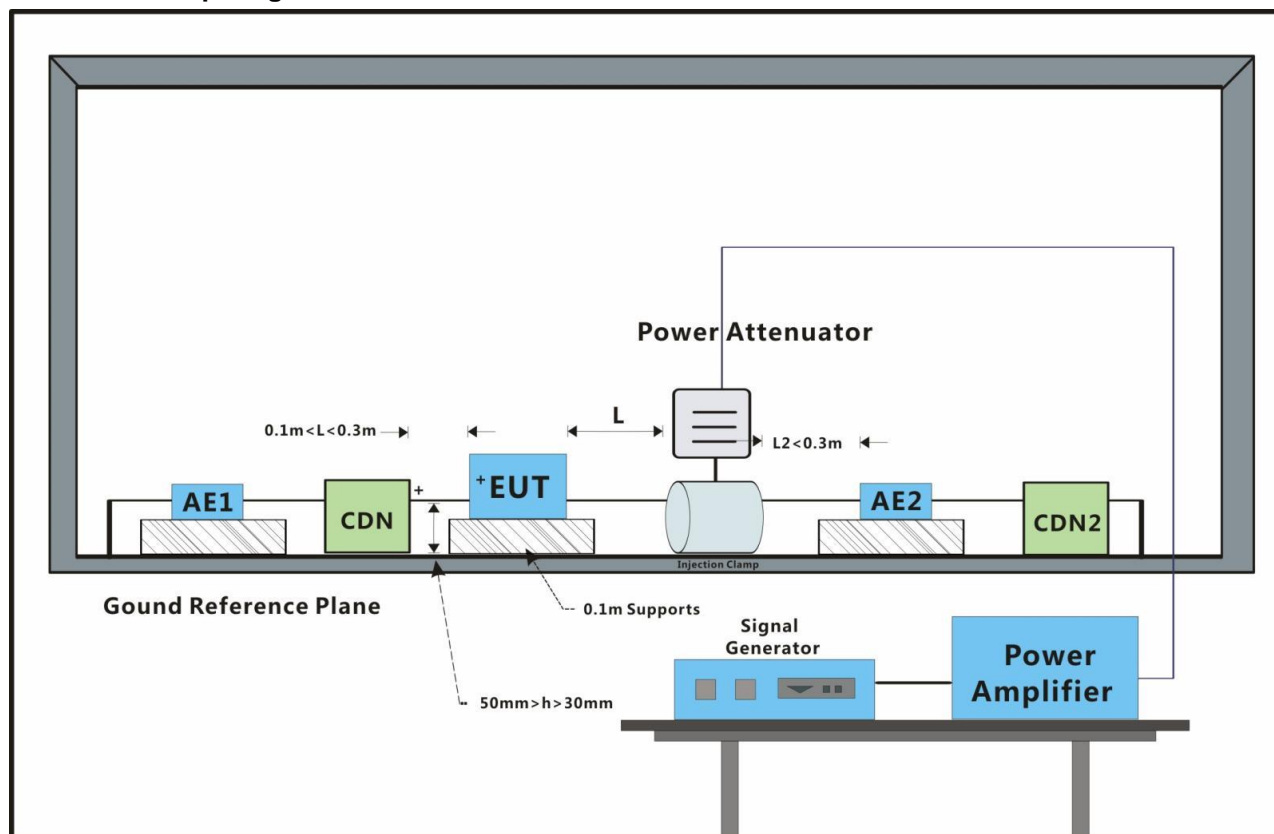 Power Attenuator
0.1m<L<0.3m
L
L2<0.3m
AE1
CDN
+
+EUT
AE2
CDN2
Injection Clamp
Gound Reference Plane
0.1m Supports
50mm>h>30mm
Signal
Generator
Power
Amplifier